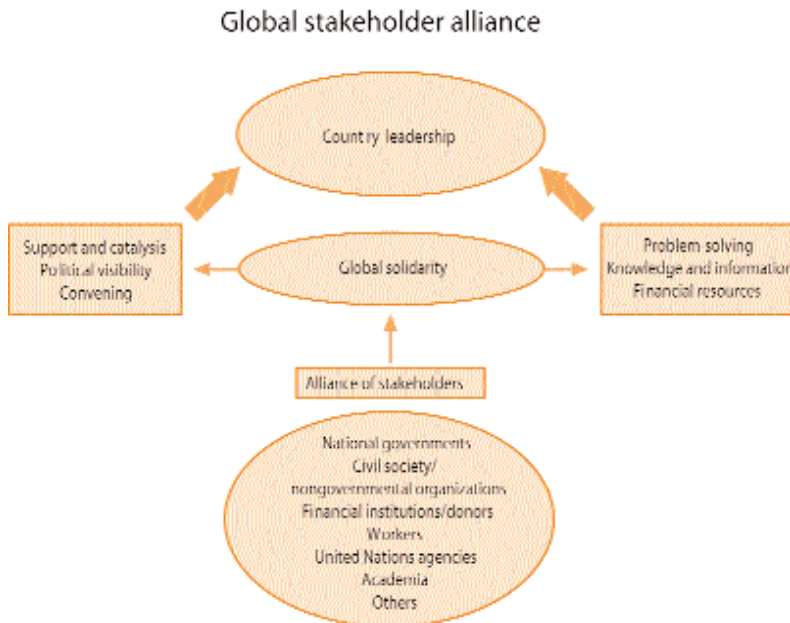 Global stakeholder alliance
Country leadership
Support and catalysis
Political visibility
Convening
Global solidarity
Problem-solving
Knowledge and information
Financial resources
Alliance of stakeholders
National governments
Civil society/
nongovernmental organizations
Financial institutions/donors
Workers
United Nations agencies
Academia
Others